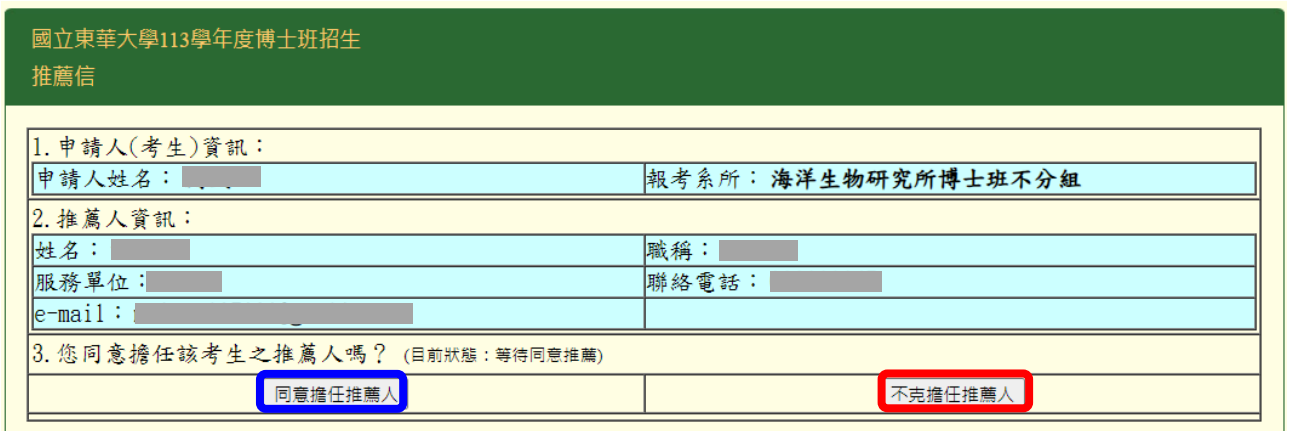 國立東華大學113學年度博士班招生
推薦信
1.申請人(考生)資訊：
申請人姓名： 報考系所：海洋生物研究所博士班不分組
2.推薦人資訊：
姓名： 職稱：
服務單位： 聯絡電話：
e-mail：
3.您同意擔任該考生之推薦人嗎？ (目前狀態：等待同意推薦)
同意擔任推薦人 不克擔任推薦人